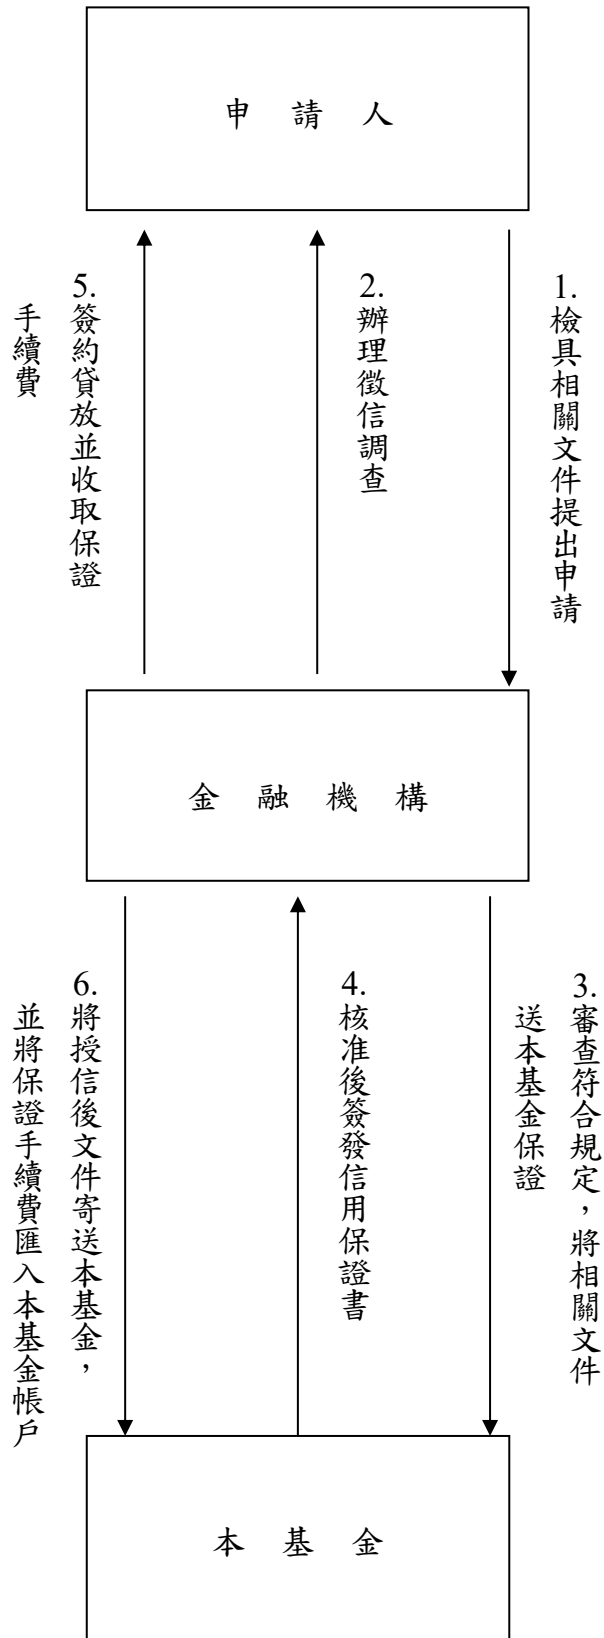 申請人
1.檢具相關文件提出申請
2.辦理徵信調查
5.簽約貸放並收取保證
手續費
金融機構
3.審查符合規定，將相關文件
送本基金保證
4.核准後簽發信用保證書
6.將授信後文件寄送本基金，
並將保證手續費匯入本基金帳戶
本基金